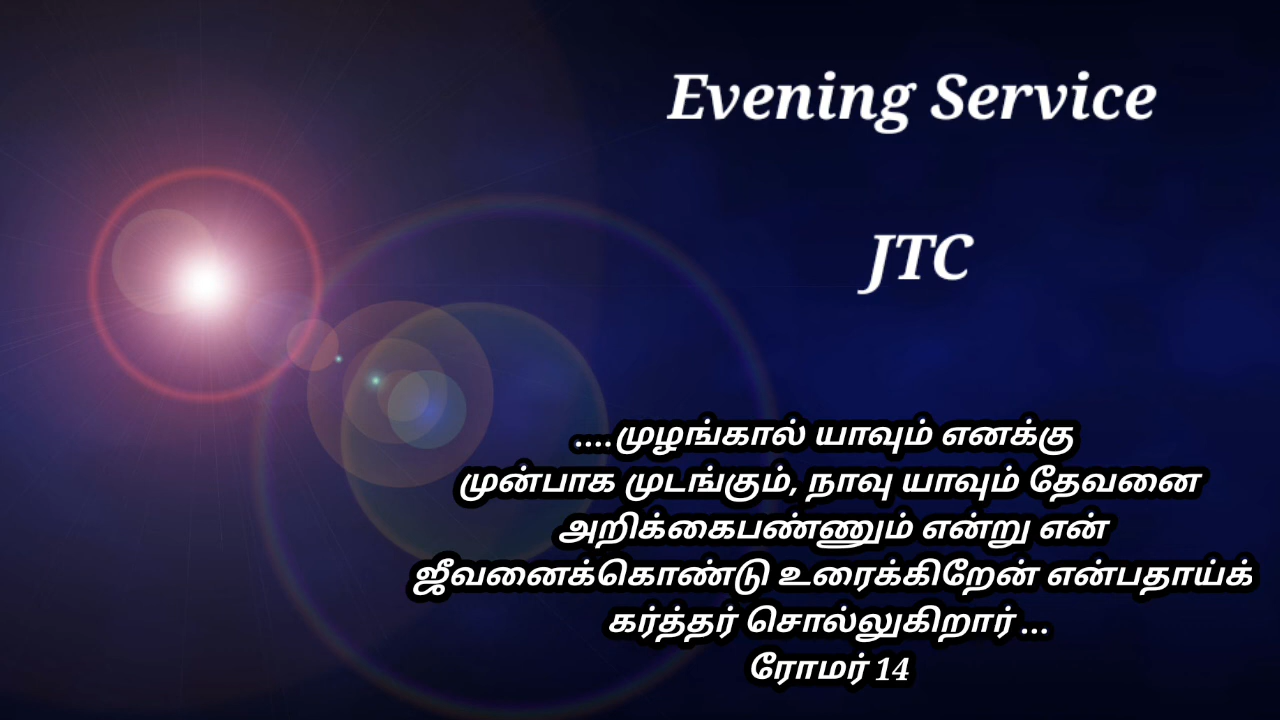 Evening Service
JTC
....முழங்கால் யாவும் எனக்கு
முன்பாக முடங்கும், நாவு யாவும் தேவனை
அறிக்கைபண்ணும் என்று என்
ஜீவனைக்கொண்டு உரைக்கிறேன் என்பதாய்க்
கர்த்தர் சொல்லுகிறார் ...
ரோமர் 14